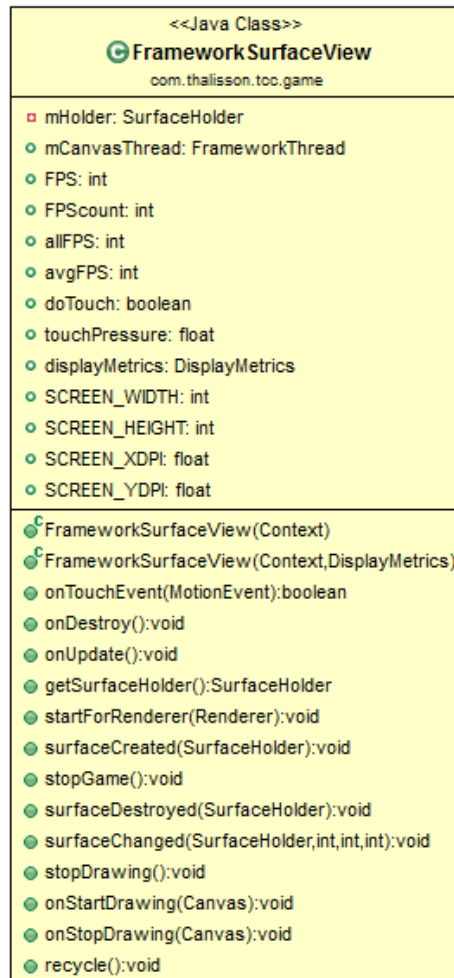 <<Java Class>>
C FrameworkSurfaceView
com.thalisson.tcc.game
mHolder: SurfaceHolder
mCanvasThread: FrameworkThread
FPS: int
FPScount: int
allFPS: int
avgFPS: int
doTouch: boolean
touchPressure: float
displayMetrics: DisplayMetrics
SCREEN_WIDTH: int
SCREEN_HEIGHT: int
SCREEN_XDPI: float
SCREEN_YDPI: float
C FrameworkSurfaceView(Context)
C FrameworkSurfaceView(Context,DisplayMetrics)
onTouchEvent(MotionEvent):boolean
onDestroy():void
onUpdate():void
getSurfaceHolder():SurfaceHolder
startForRenderer(Renderer):void
surfaceCreated(SurfaceHolder):void
stopGame():void
surfaceDestroyed(SurfaceHolder):void
surfaceChanged(SurfaceHolder,int,int,int):void
stopDrawing():void
onStartDrawing(Canvas):void
onStopDrawing(Canvas):void
recycle():void